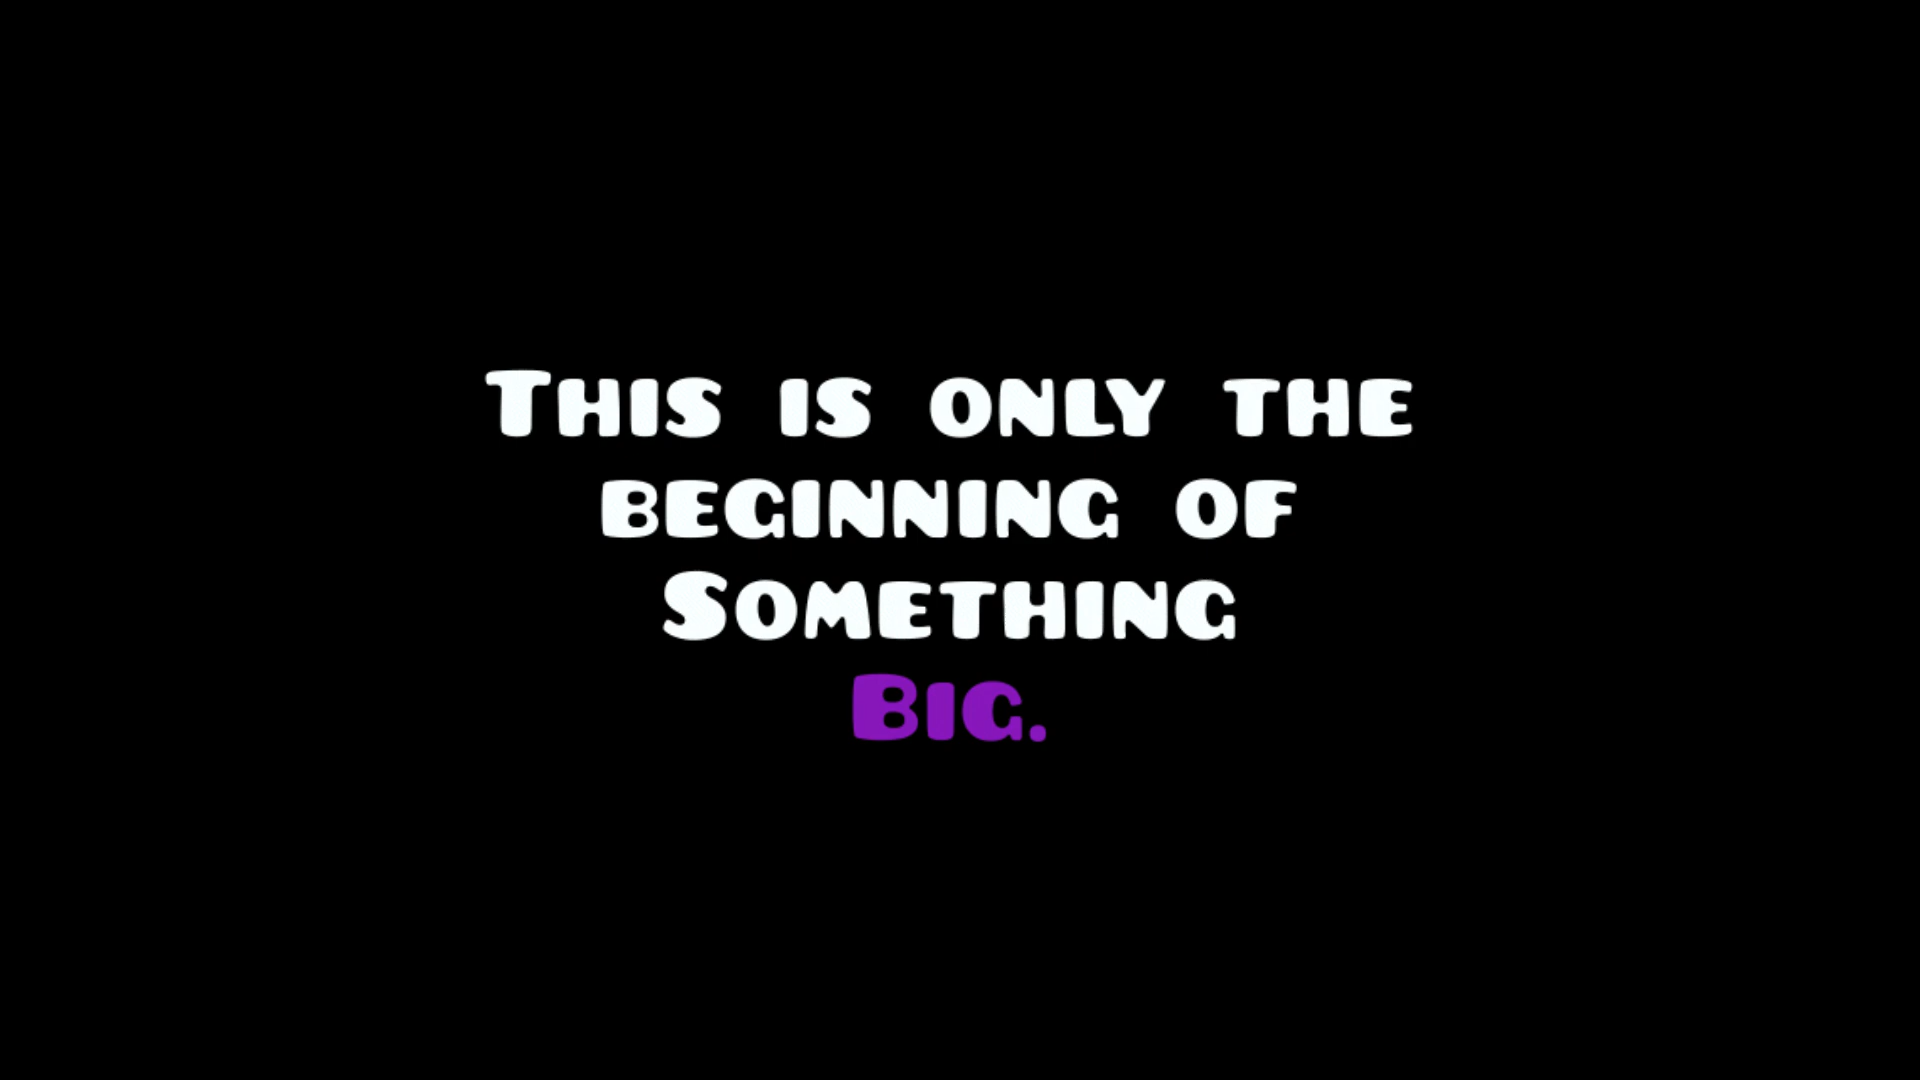 This is only the
beginning of
Something
Big.